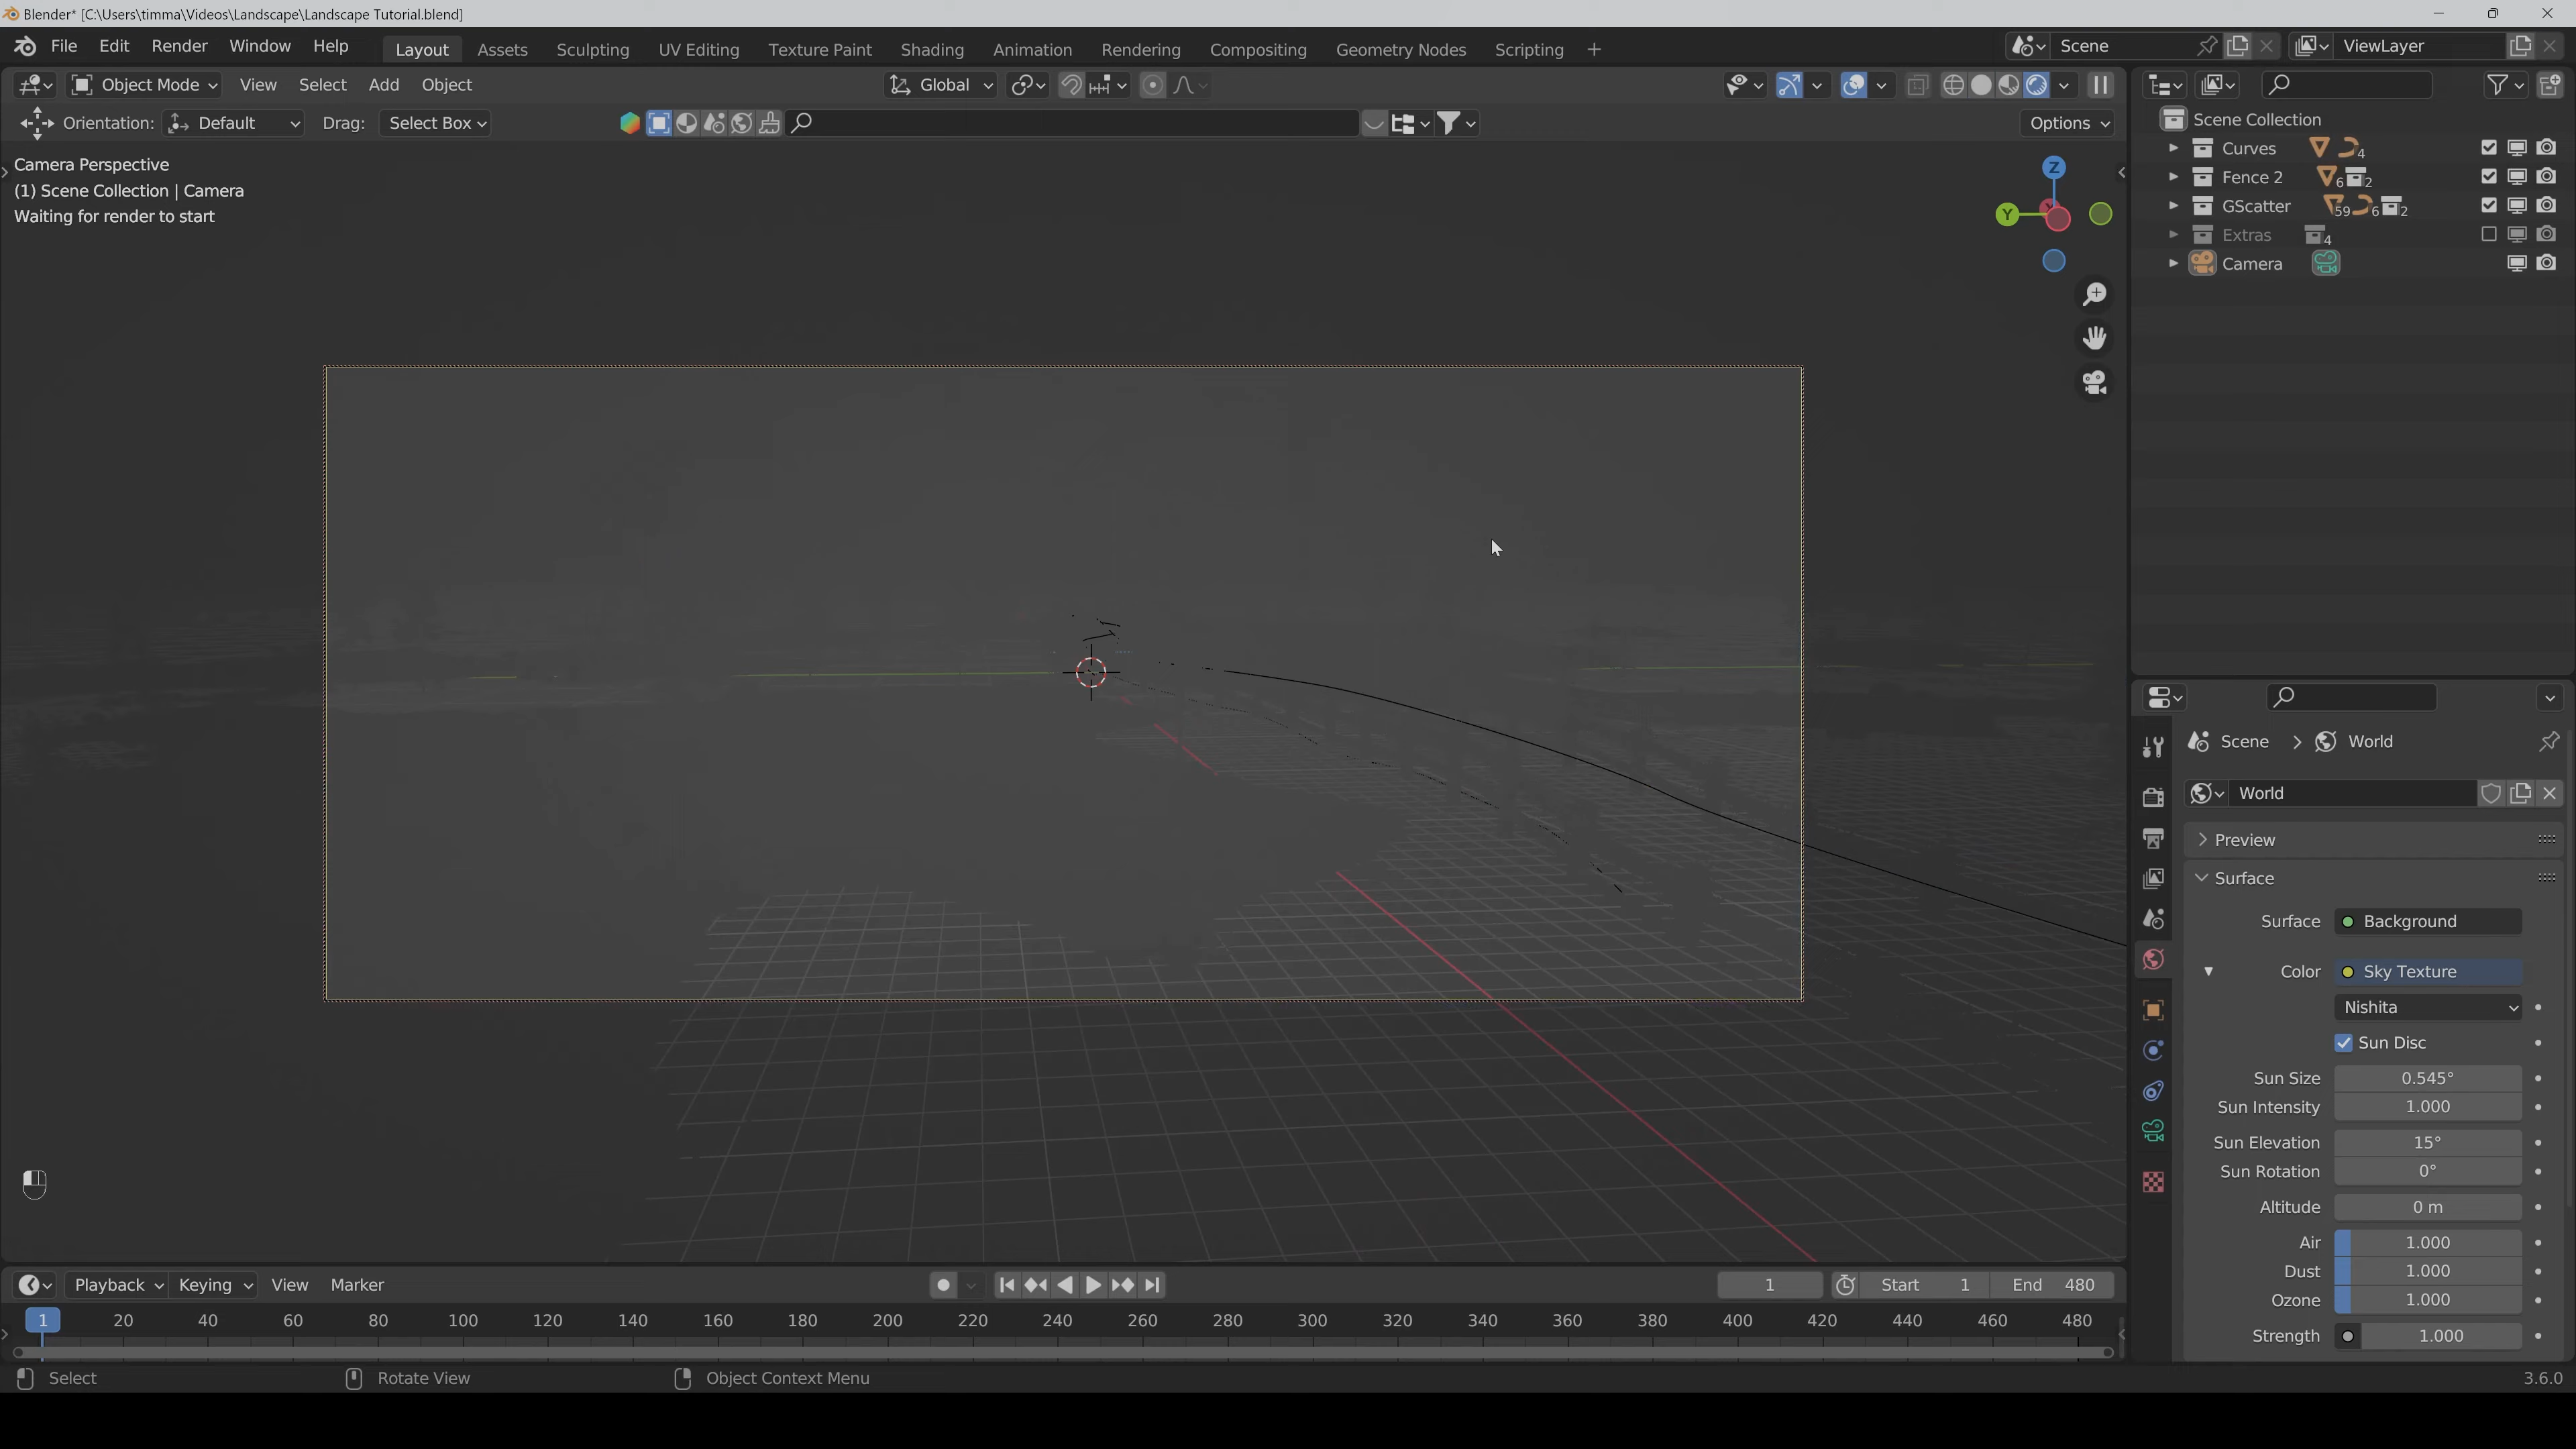 Blender* [C:\Users\timma\Videos\Landscape\Landscape Tutorial.blend]
File Edit Render Window Help Layout Assets Sculpting UV Editing Texture Paint Shading Animation Rendering Compositing Geometry Nodes Scripting + Scene ViewLayer
Object Mode View Select Add Object Global
Orientation: Default Drag: Select Box Options
Camera Perspective
(1) Scene Collection | Camera
Waiting for render to start
Z
Y
Scene Collection
Curves 4
Fence 2 6 2
GScatter 59 6 2
Extras 4
Camera
Scene > World
World
Preview
Surface
Surface Background
Color Sky Texture
Nishita
Sun Disc
Sun Size 0.545°
Sun Intensity 1.000
Sun Elevation 15°
Sun Rotation 0°
Altitude 0 m
Air 1.000
Dust 1.000
Ozone 1.000
Strength 1.000
Playback Keying View Marker 1 Start 1 End 480
1 20 40 60 80 100 120 140 160 180 200 220 240 260 280 300 320 340 360 380 400 420 440 460 480
Select Rotate View Object Context Menu 3.6.0